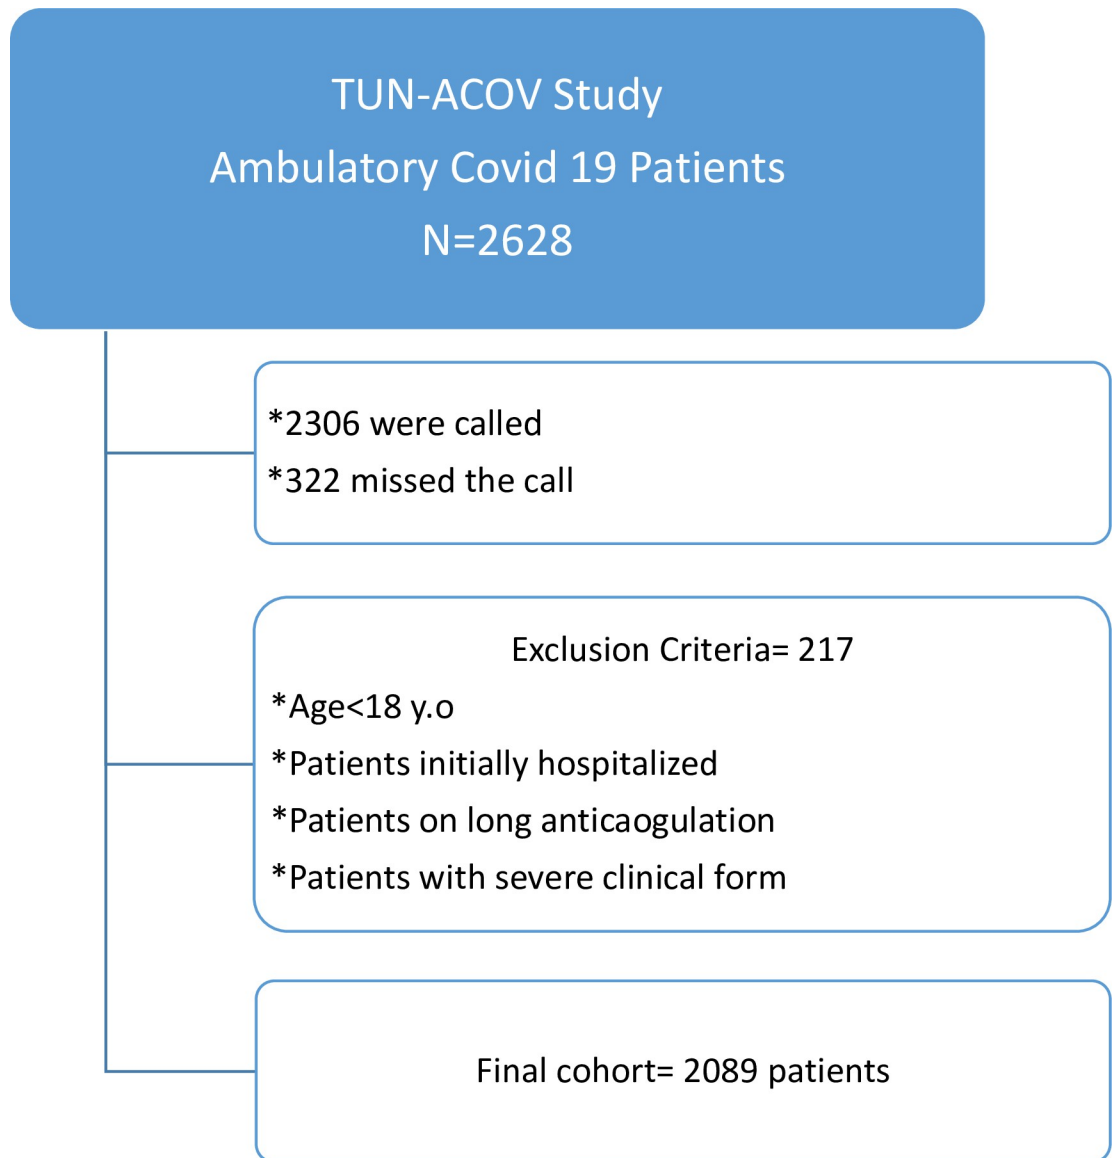 TUN-ACOV Study
Ambulatory Covid 19 Patients
N=2628
*2306 were called
*322 missed the call
Exclusion Criteria= 217
*Age<18 y.o
*Patients initially hospitalized
*Patients on long anticaogulation
*Patients with severe clinical form
Final cohort= 2089 patients